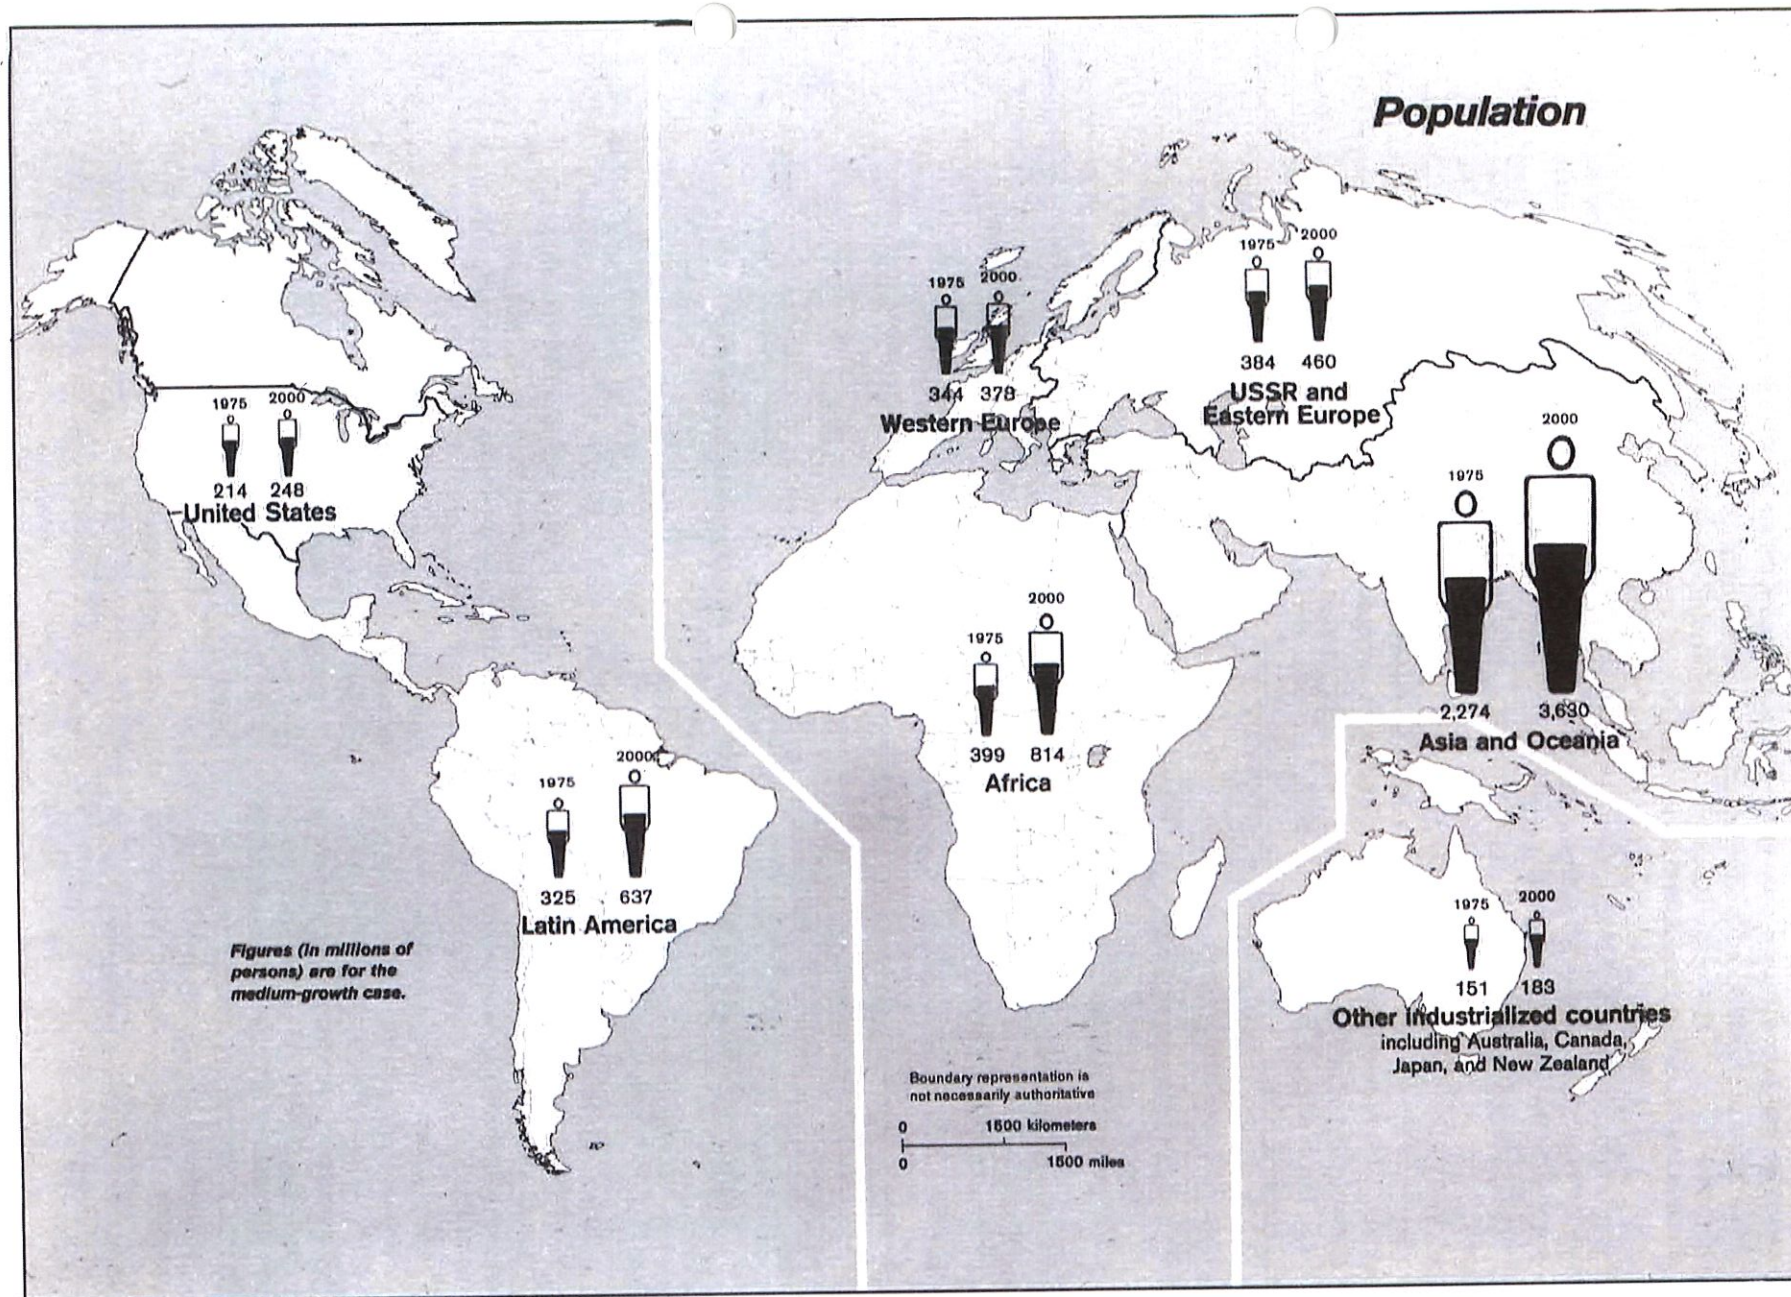 Population
1975 2000
214 248
United States
1975 2000
344 378
Western Europe
1975 2000
384 460
USSR and
Eastern Europe
1975 2000
2,274 3,630
Asia and Oceania
1975 2000
399 814
Africa
1975 2000
325 637
Latin America
1975 2000
151 183
Other industrialized countries
including Australia, Canada,
Japan, and New Zealand
Figures (in millions of
persons) are for the
medium-growth case.
Boundary representation is
not necessarily authoritative
0 1500 kilometers
0 1500 miles